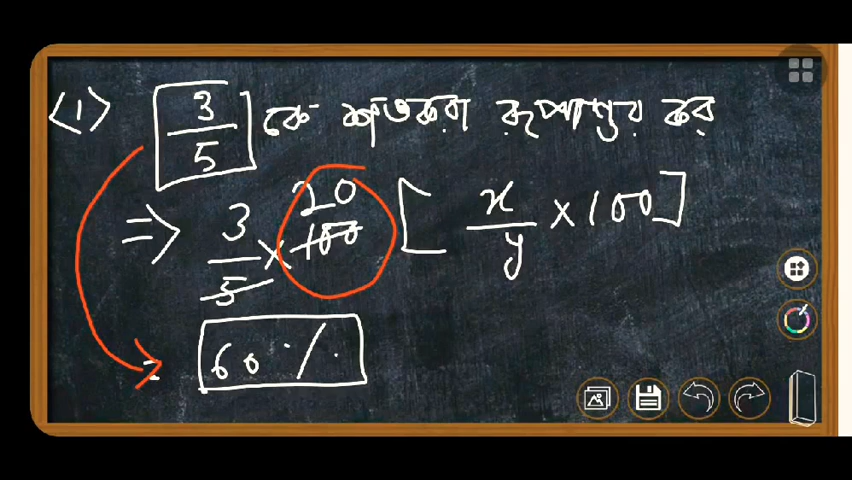 <1> 3/5 কে শতকরা রূপান্তর কর
⇒ 3/5 × 100 20 [x/y × 100]
= 60 %